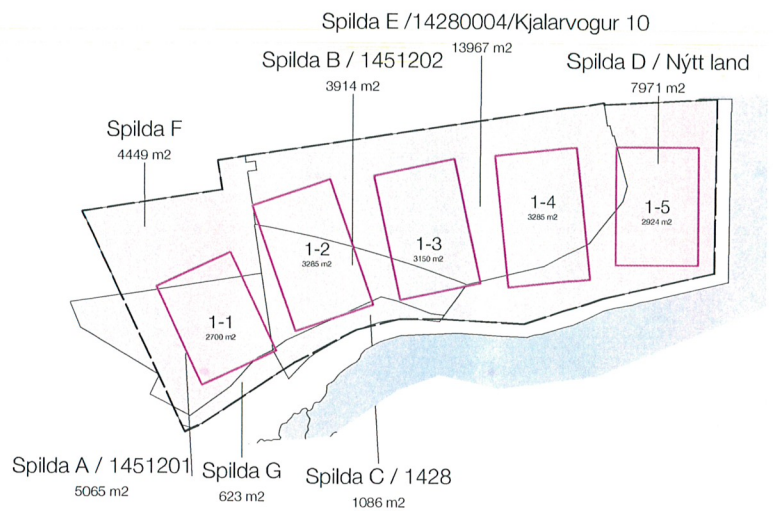 Spilda E /14280004/Kjalarvogur 10
13967 m2
Spilda B / 1451202
3914 m2
Spilda D / Nýtt land
7971 m2
Spilda F
4449 m2
1-1
2700 m2
1-2
3285 m2
1-3
3150 m2
1-4
3285 m2
1-5
2924 m2
Spilda A / 1451201
5065 m2
Spilda G
623 m2
Spilda C / 1428
1086 m2